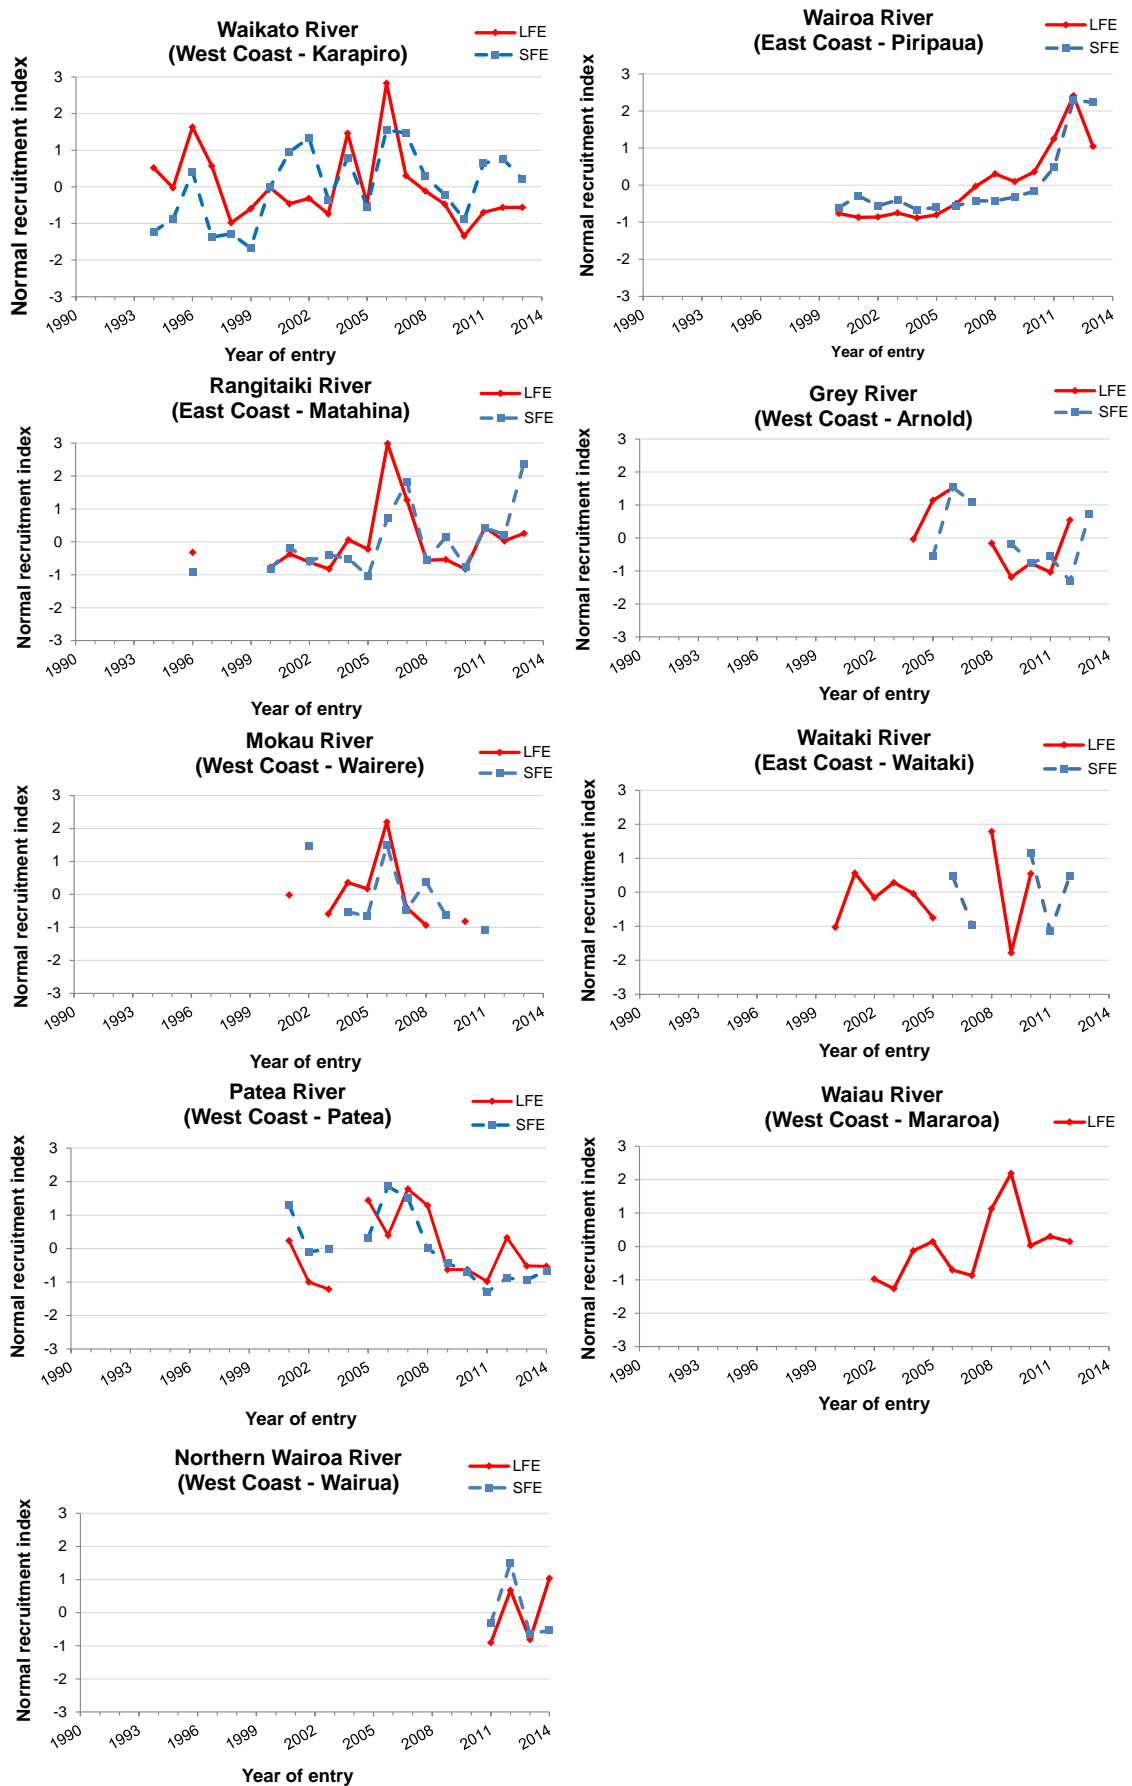 Waikato River
(West Coast - Karapiro)
LFE
SFE
Normal recruitment index
3
2
1
0
-1
-2
-3
1990
1993
1996
1999
2002
2005
2008
2011
2014
Year of entry
Wairoa River
(East Coast - Piripaua)
LFE
SFE
Normal recruitment index
3
2
1
0
-1
-2
-3
1990
1993
1996
1999
2002
2005
2008
2011
2014
Year of entry
Rangitaiki River
(East Coast - Matahina)
LFE
SFE
Normal recruitment index
3
2
1
0
-1
-2
-3
1990
1993
1996
1999
2002
2005
2008
2011
2014
Year of entry
Grey River
(West Coast - Arnold)
LFE
SFE
Normal recruitment index
3
2
1
0
-1
-2
-3
1990
1993
1996
1999
2002
2005
2008
2011
2014
Year of entry
Mokau River
(West Coast - Wairere)
LFE
SFE
Normal recruitment index
3
2
1
0
-1
-2
-3
1990
1993
1996
1999
2002
2005
2008
2011
2014
Year of entry
Waitaki River
(East Coast - Waitaki)
LFE
SFE
Normal recruitment index
3
2
1
0
-1
-2
-3
1990
1993
1996
1999
2002
2005
2008
2011
2014
Year of entry
Patea River
(West Coast - Patea)
LFE
SFE
Normal recruitment index
3
2
1
0
-1
-2
-3
1990
1993
1996
1999
2002
2005
2008
2011
2014
Year of entry
Waiau River
(West Coast - Mararoa)
LFE
Normal recruitment index
3
2
1
0
-1
-2
-3
1990
1993
1996
1999
2002
2005
2008
2011
2014
Year of entry
Northern Wairoa River
(West Coast - Wairua)
LFE
SFE
Normal recruitment index
3
2
1
0
-1
-2
-3
1990
1993
1996
1999
2002
2005
2008
2011
2014
Year of entry